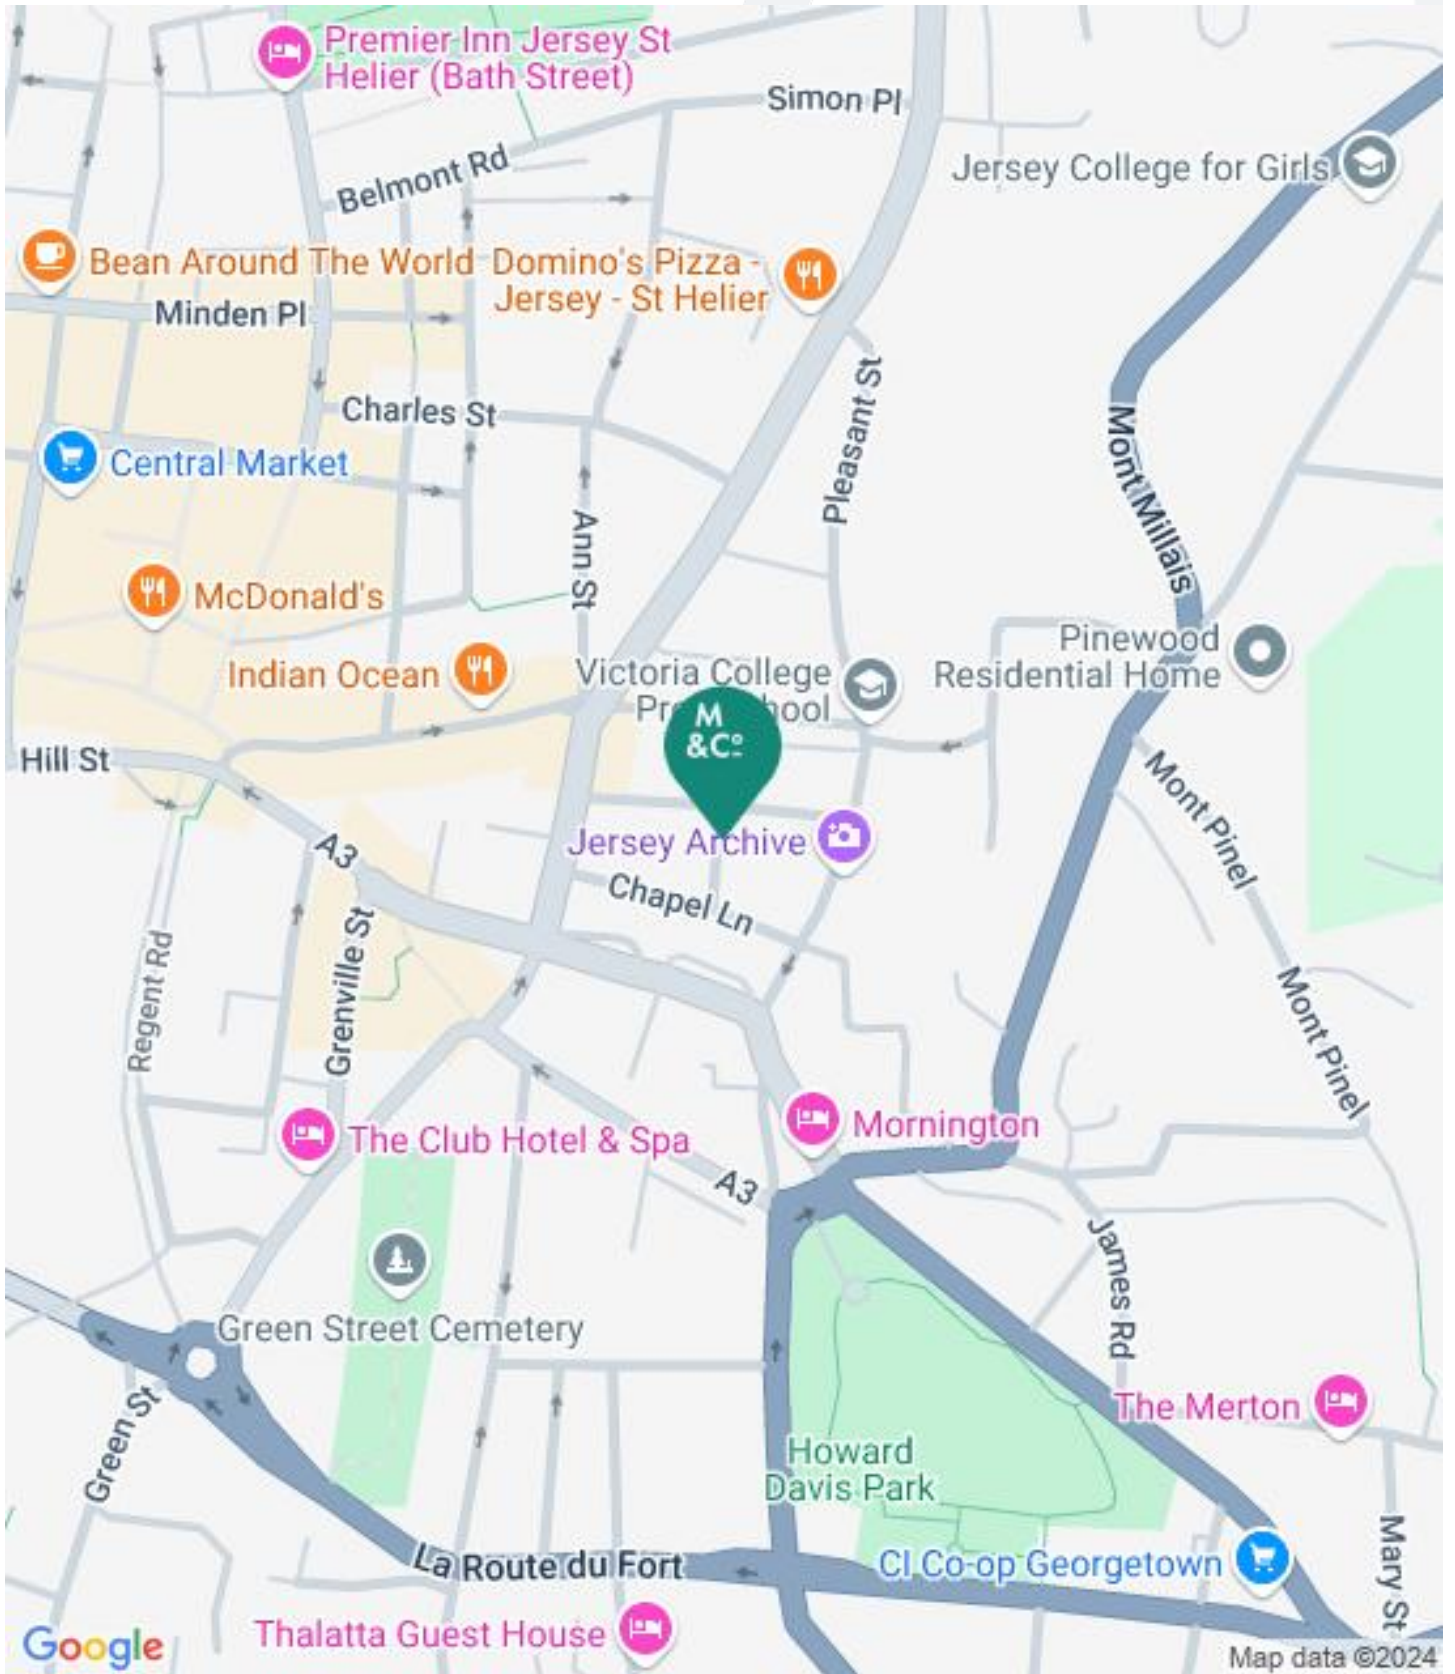 Premier Inn Jersey St
Helier (Bath Street)
Simon Pl
Jersey College for Girls
Belmont Rd
Bean Around The World
Domino's Pizza -
Jersey - St Helier
Minden Pl
Pleasant St
Charles St
Mont Millais
Central Market
Ann St
McDonald's
Pinewood
Residential Home
Indian Ocean
Victoria College
M
&Co
Hill St
Mont Pinel
A3
Jersey Archive
Chapel Ln
Grenville St
Regent Rd
Mont Pinel
Mornington
The Club Hotel & Spa
A3
James Rd
Green Street Cemetery
Green St
The Merton
Howard
Davis Park
La Route du Fort
CI Co-op Georgetown
Mary St
Thalatta Guest House
Google
Map data ©2024